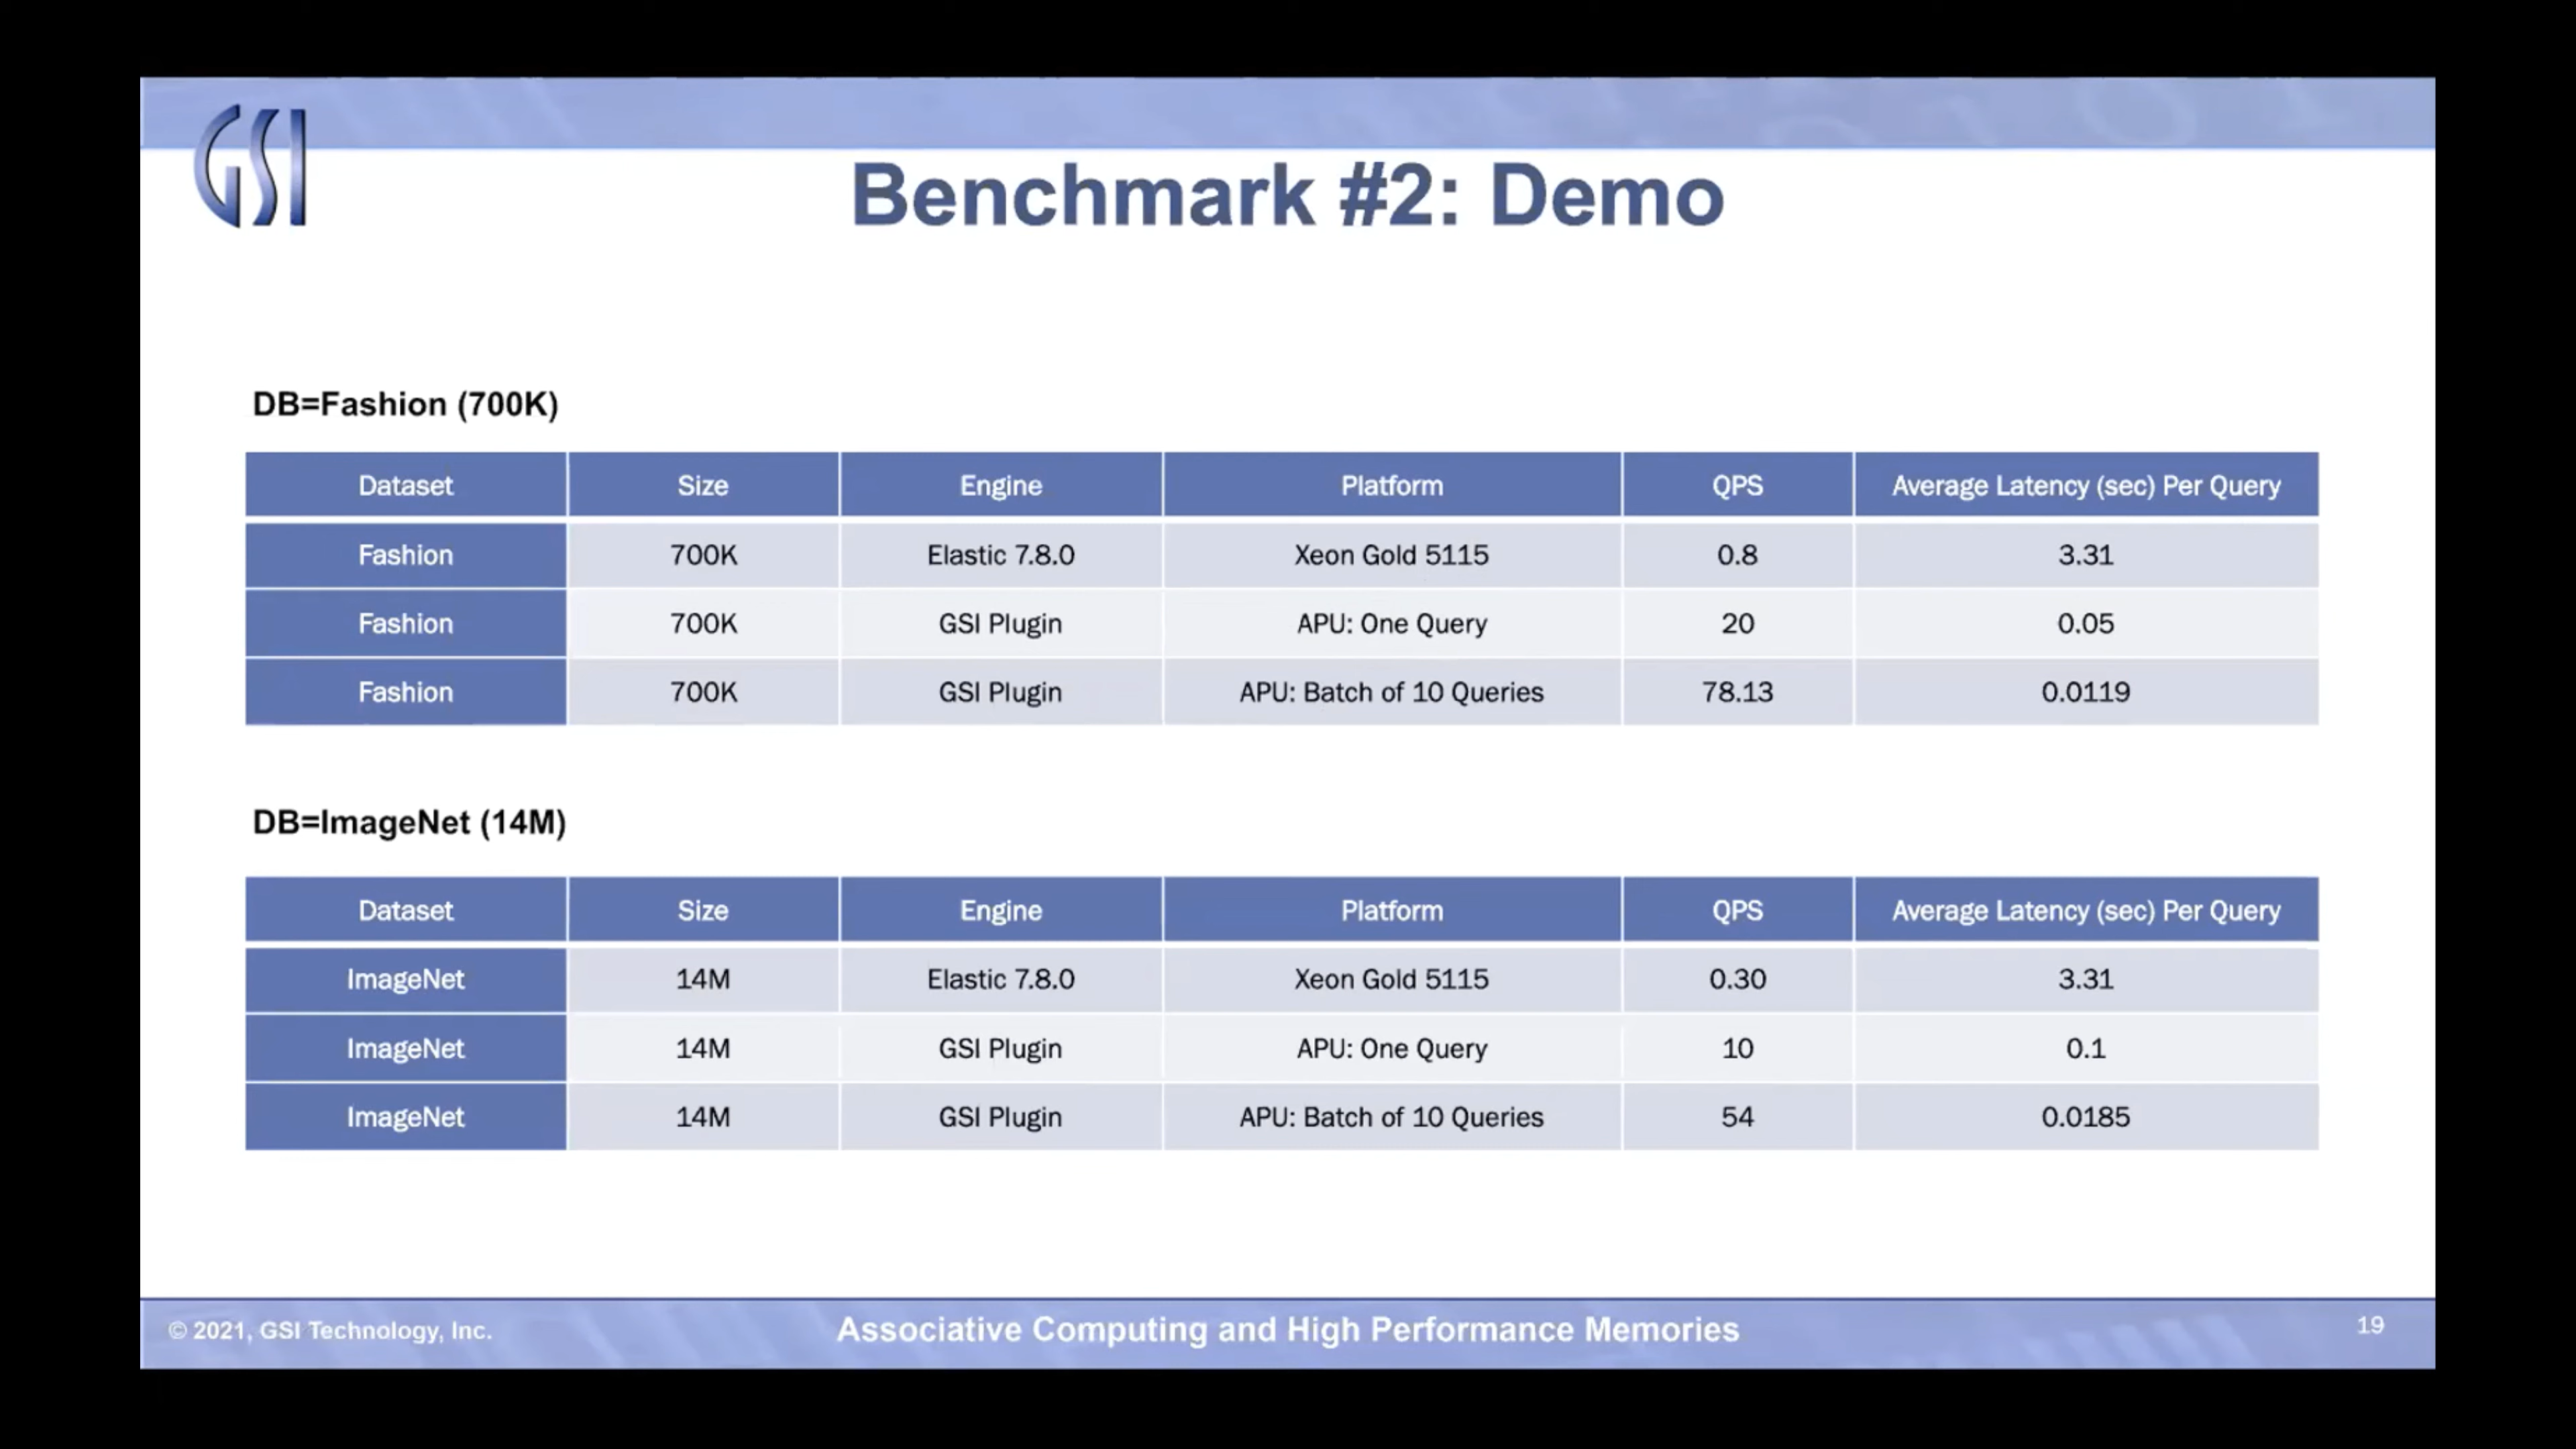 GSI
Benchmark #2: Demo
DB=Fashion (700K)
Dataset Size Engine Platform QPS Average Latency (sec) Per Query
Fashion 700K Elastic 7.8.0 Xeon Gold 5115 0.8 3.31
Fashion 700K GSI Plugin APU: One Query 20 0.05
Fashion 700K GSI Plugin APU: Batch of 10 Queries 78.13 0.0119
DB=ImageNet (14M)
Dataset Size Engine Platform QPS Average Latency (sec) Per Query
ImageNet 14M Elastic 7.8.0 Xeon Gold 5115 0.30 3.31
ImageNet 14M GSI Plugin APU: One Query 10 0.1
ImageNet 14M GSI Plugin APU: Batch of 10 Queries 54 0.0185
© 2021, GSI Technology, Inc. Associative Computing and High Performance Memories 19